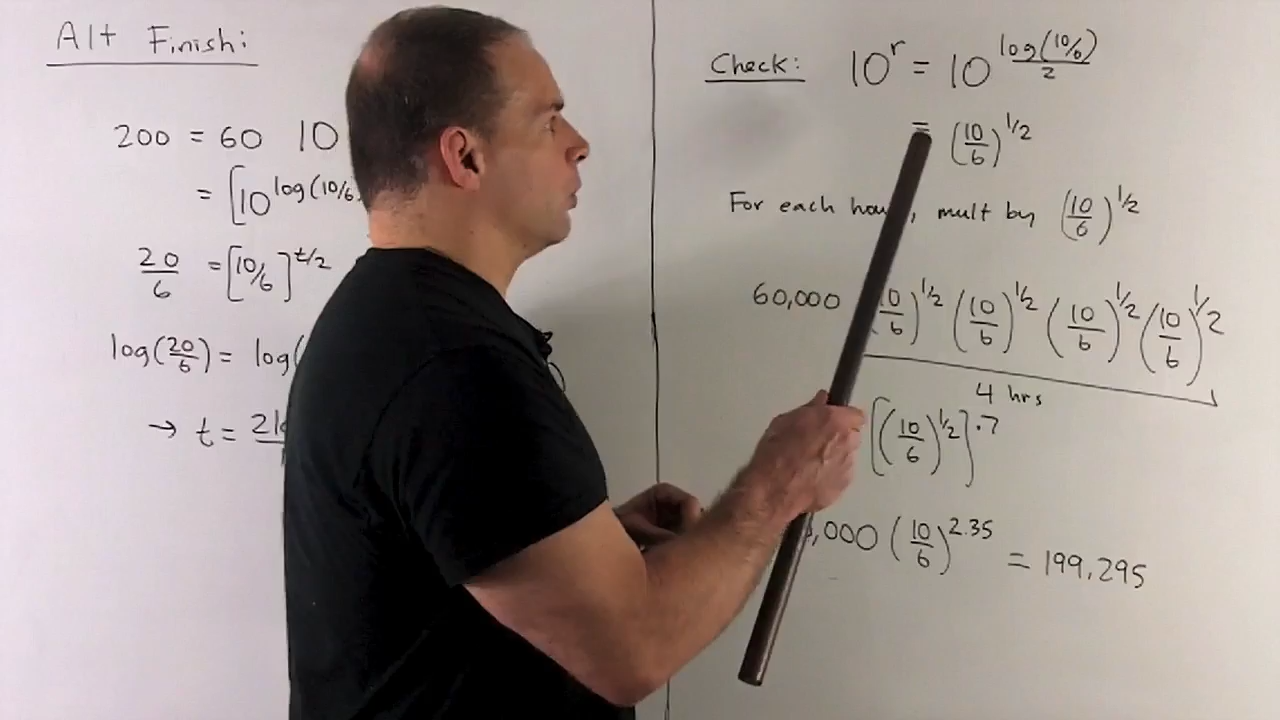 Alt Finish:
200 = 60 10
= [10^log(10/6
20/6 = [10/6]^t/2
log(20/6) = log(
→ t =
Check: 10^r = 10^log(10/6)/2
= (10/6)^1/2
For each hour, mult by (10/6)^1/2
60,000 (10/6)^1/2 (10/6)^1/2 (10/6)^1/2 (10/6)^1/2
4 hrs
[((10/6)^1/2].7
,000 (10/6)^2.35 = 199,295